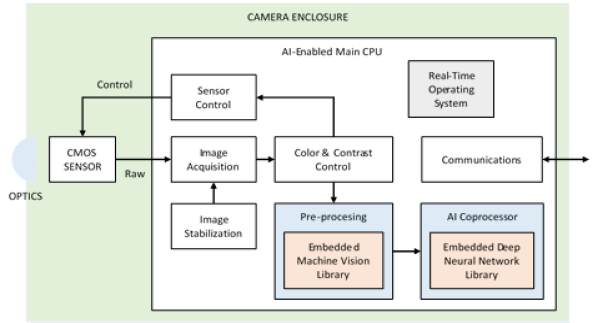 CAMERA ENCLOSURE
AI-Enabled Main CPU
Real-Time
Operating
System
Control
Sensor
Control
CMOS
SENSOR
Raw
OPTICS
Image
Acquisition
Color & Contrast
Control
Communications
Image
Stabilization
Pre-procesing
Embedded
Machine Vision
Library
AI Coprocessor
Embedded Deep
Neural Network
Library